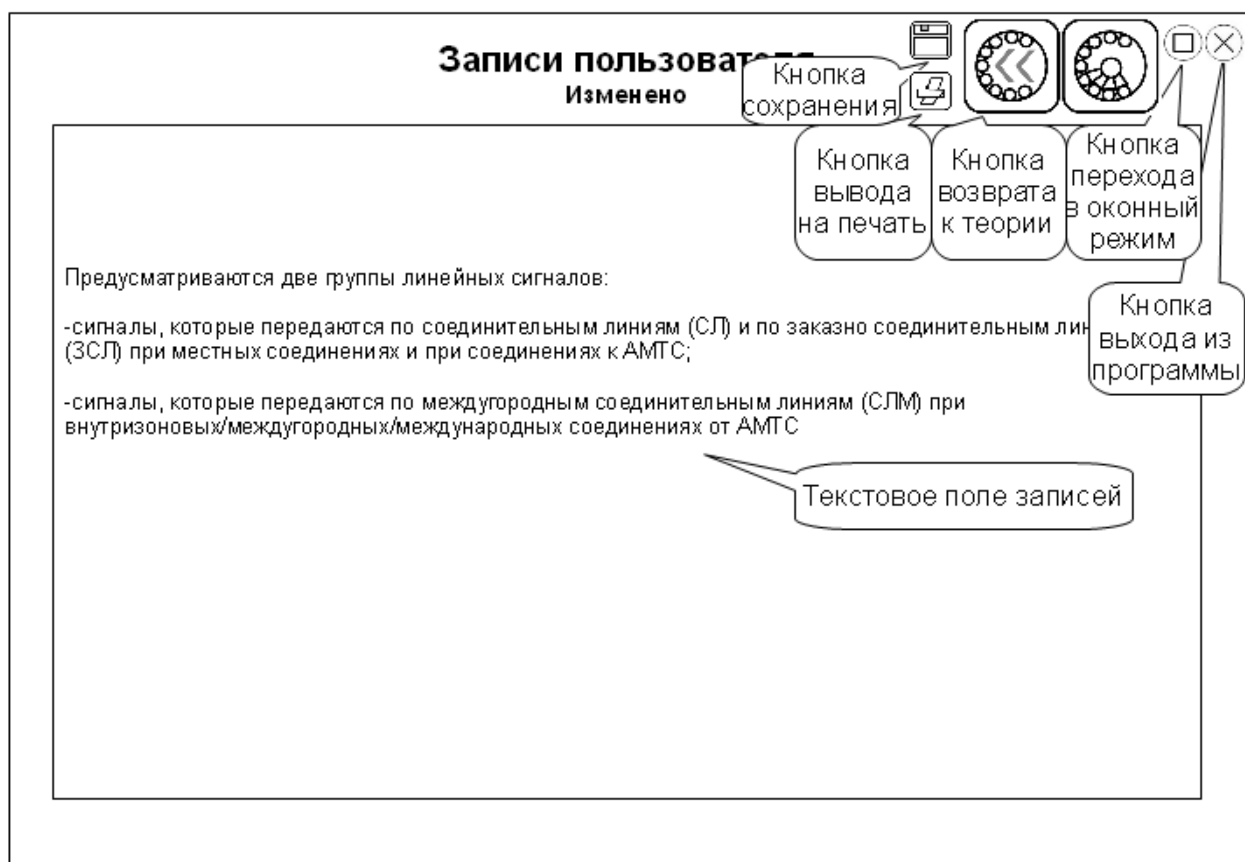 Записи пользователя
Изменено
Кнопка
сохранения
Кнопка
вывода
на печать
Кнопка
возврата
к теории
Кнопка
перехода
в оконный
режим
Кнопка
выхода из
программы
Предусматриваются две группы линейных сигналов:
-сигналы, которые передаются по соединительным линиям (СЛ) и по заказно соединительным
(ЗСЛ) при местных соединениях и при соединениях к АМТС;
-сигналы, которые передаются по междугородным соединительным линиям (СЛМ) при
внутризоновых/междугородных/международных соединениях от АМТС
Текстовое поле записей